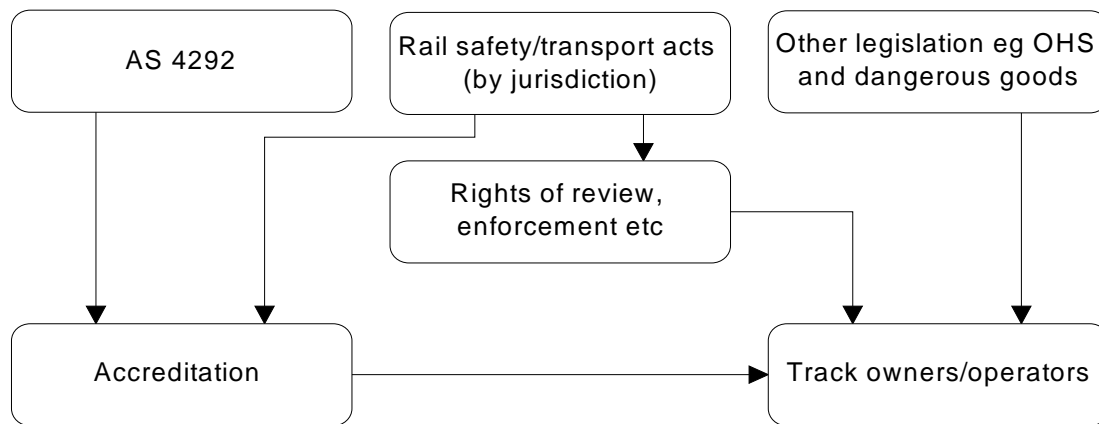 AS 4292
Rail safety/transport acts
(by jurisdiction)
Other legislation eg OHS
and dangerous goods
Rights of review,
enforcement etc
Accreditation
Track owners/operators